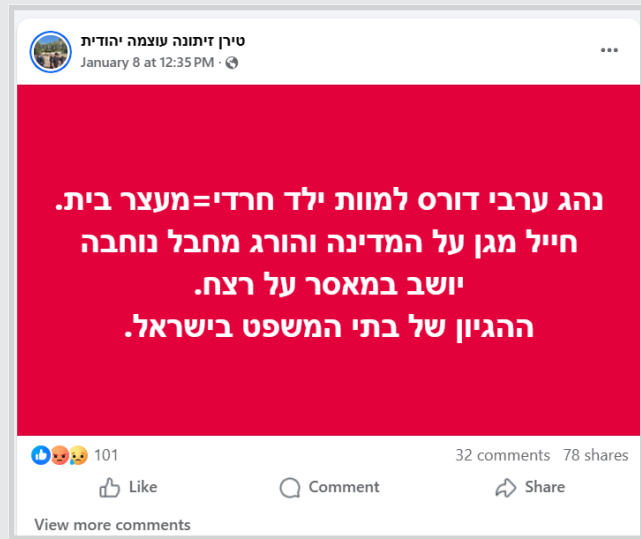 טירן זיתונה עוצמה יהודית
January 8 at 12:35 PM ·
נהג ערבי דורס למוות ילד חרדי=מעצר בית.
חייל מגן על המדינה והורג מחבל נוחבה
יושב במאסר על רצח.
ההגיון של בתי המשפט בישראל.
101
32 comments 78 shares
Like Comment Share
View more comments